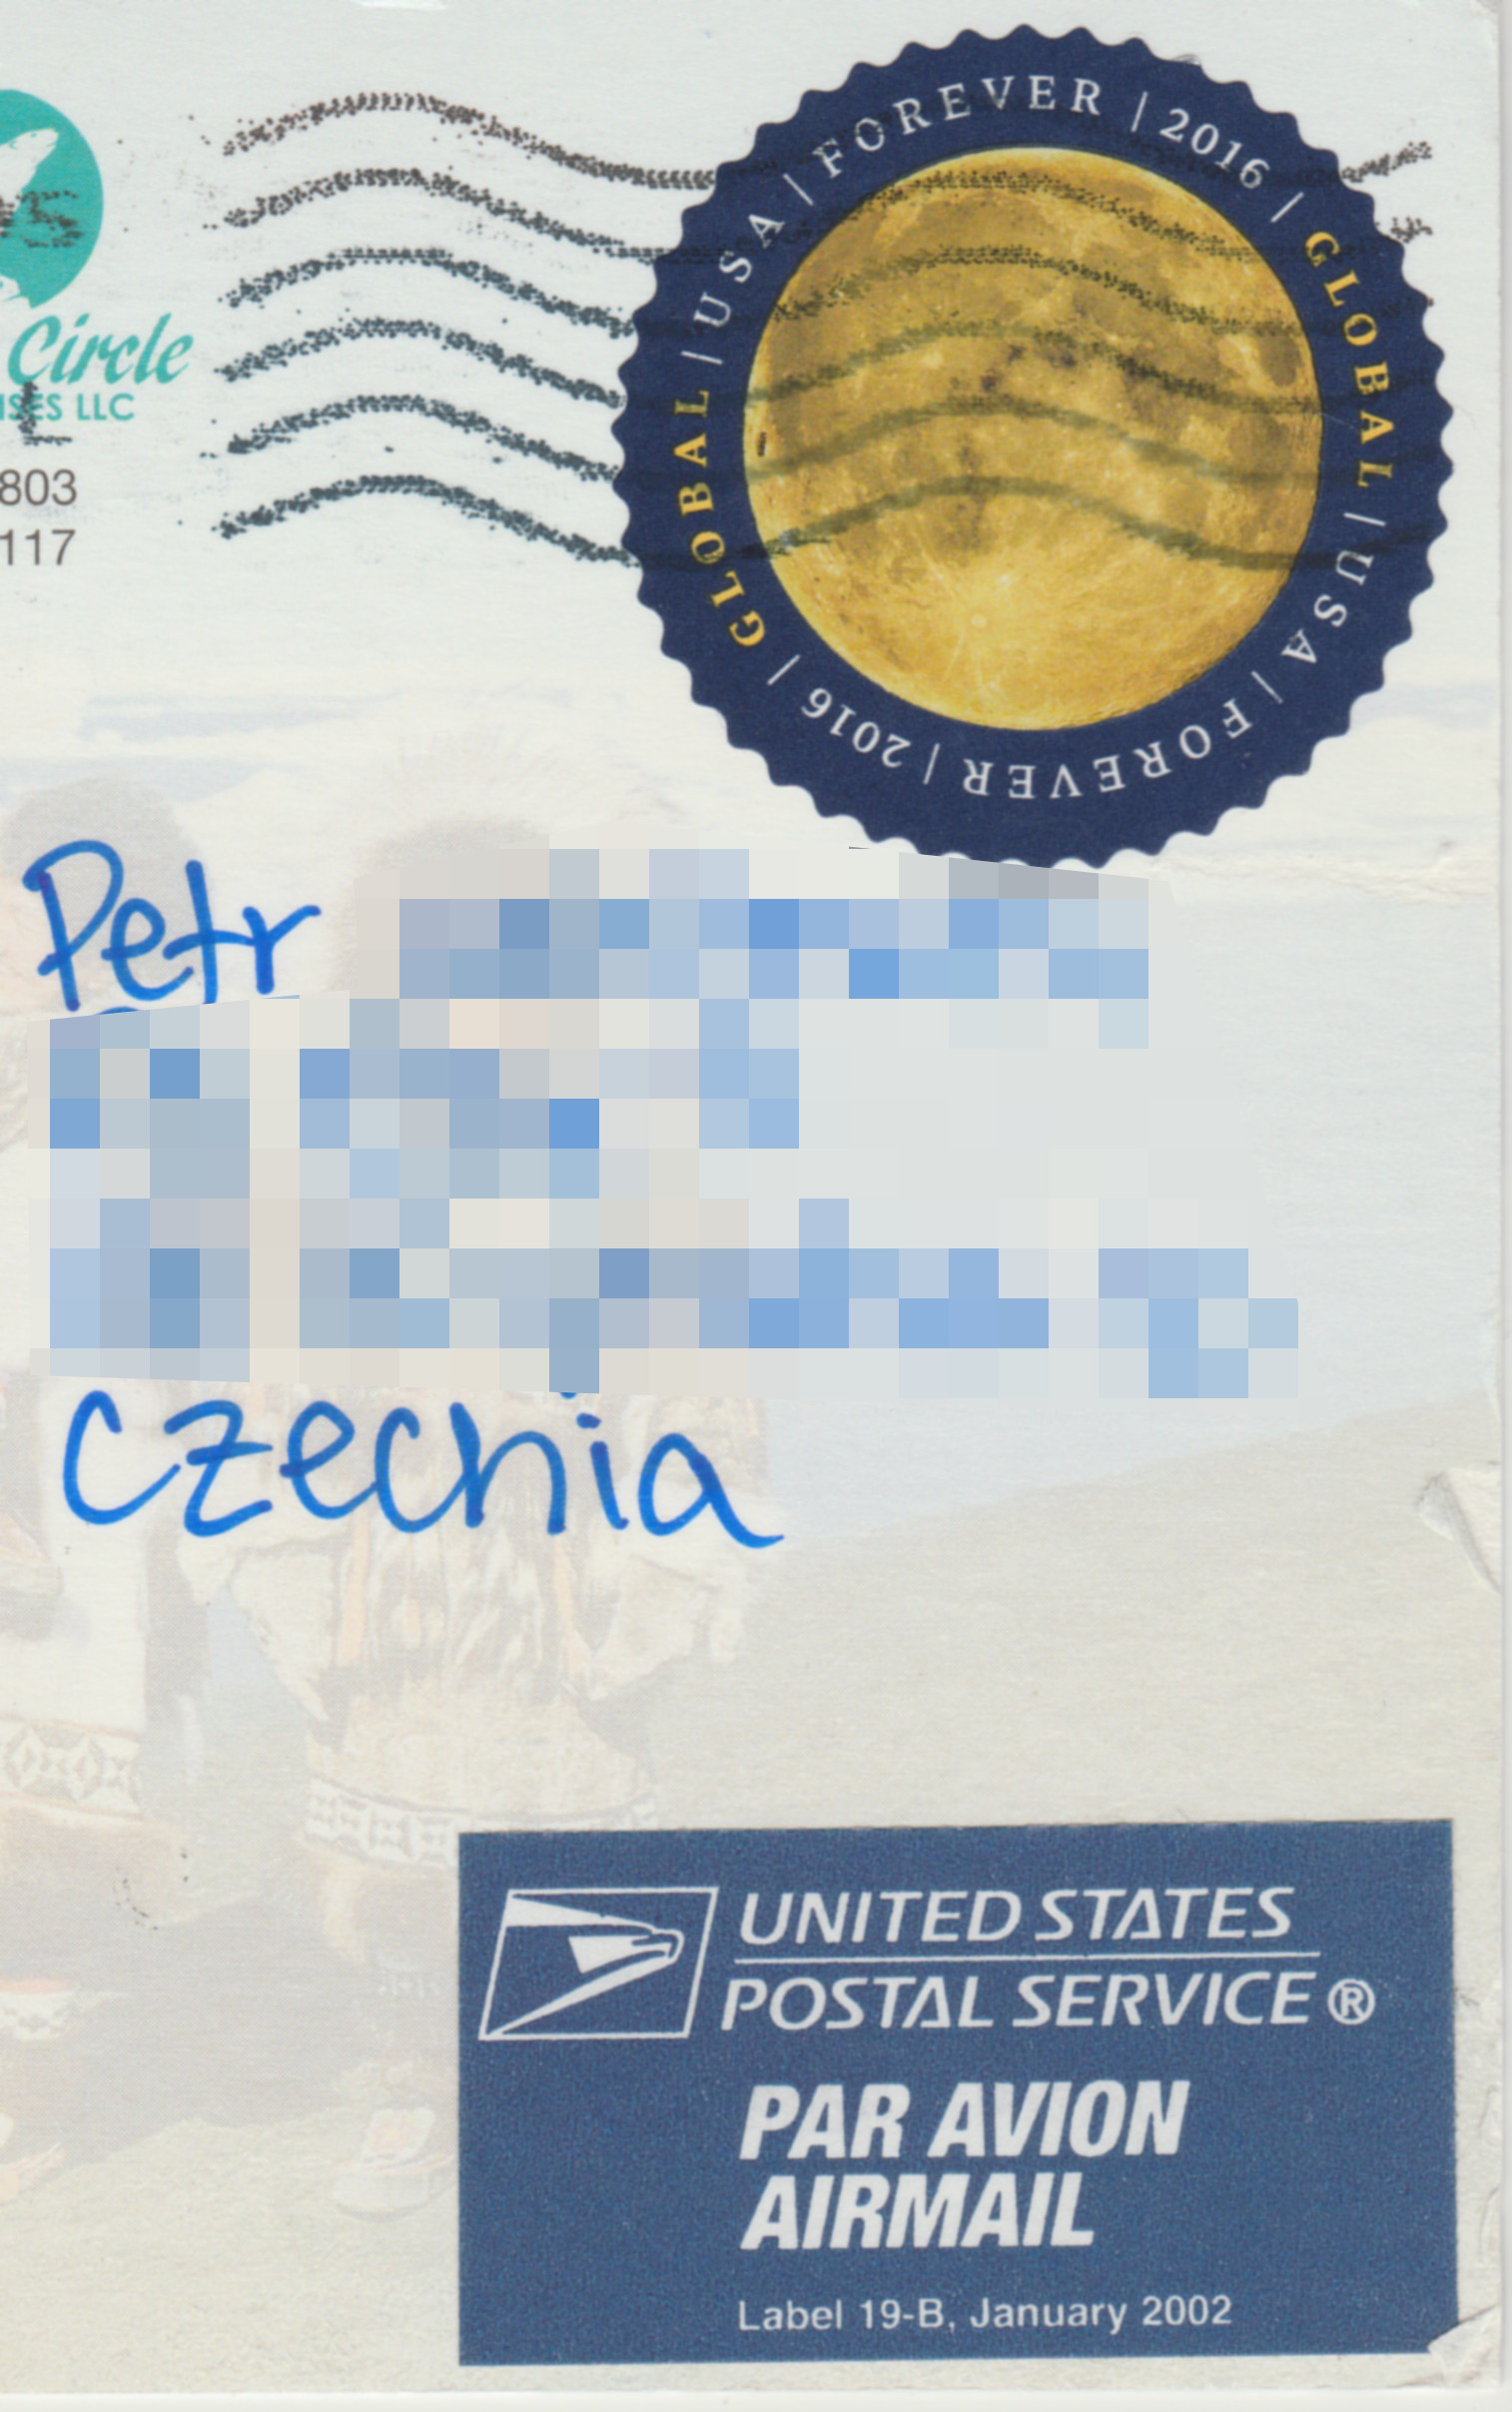 Circle
LLC
803
117
USA | FOREVER | 2016 | GLOBAL | USA | FOREVER | 2016 | GLOBAL |
Petr
Czechia
UNITED STATES
POSTAL SERVICE®
PAR AVION
AIRMAIL
Label 19-B, January 2002